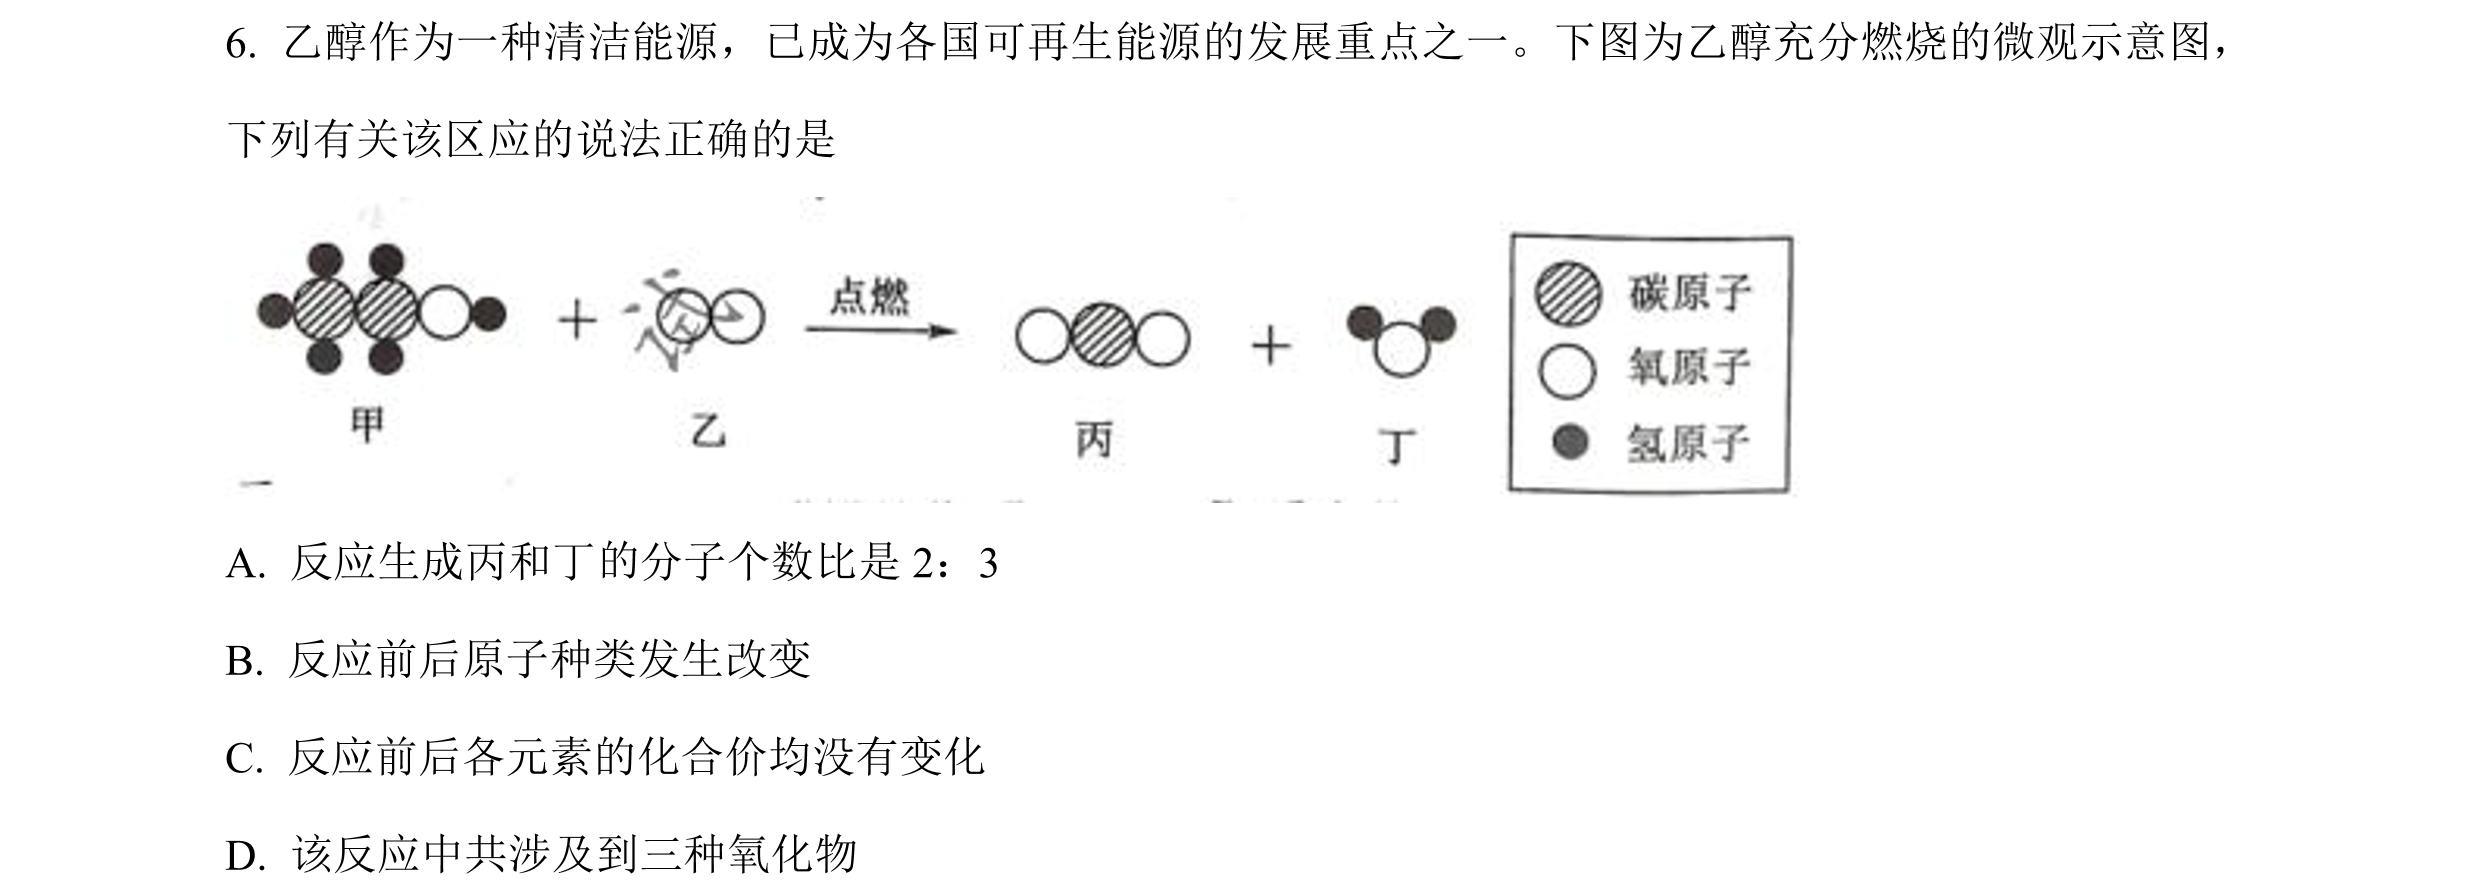 6. 乙醇作为一种清洁能源，已成为各国可再生能源的发展重点之一。下图为乙醇充分燃烧的微观示意图，
下列有关该区应的说法正确的是
+ 点燃 +
甲 乙 丙 丁
碳原子
氧原子
氢原子
A. 反应生成丙和丁的分子个数比是 2：3
B. 反应前后原子种类发生改变
C. 反应前后各元素的化合价均没有变化
D. 该反应中共涉及到三种氧化物